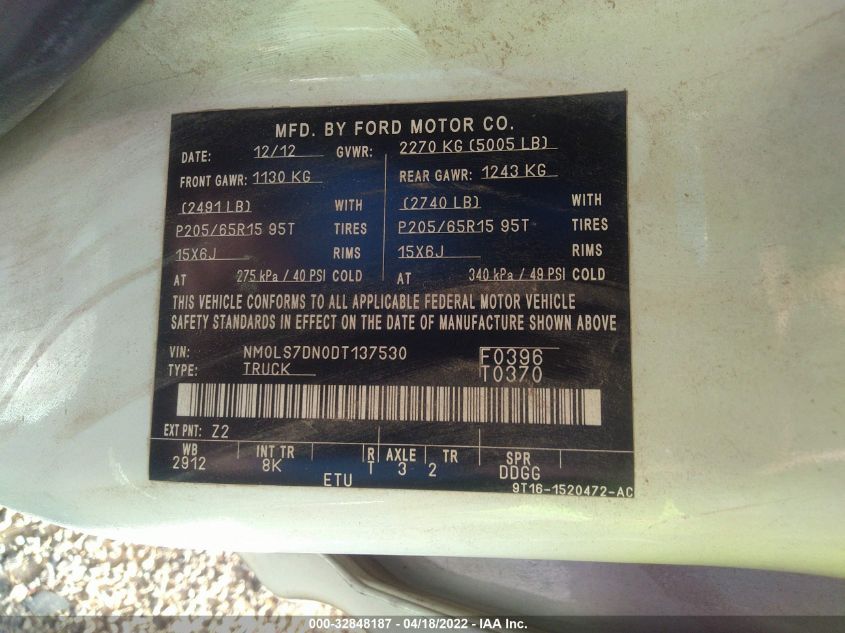 MFD. BY FORD MOTOR CO.
DATE: 12/12 GVWR: 2270 KG (5005 LB)
FRONT GAWR: 1130 KG REAR GAWR: 1243 KG
(2491 LB) WITH (2740 LB) WITH
P205/65R15 95T TIRES P205/65R15 95T TIRES
15X6J RIMS 15X6J RIMS
AT 275 kPa / 40 PSI COLD AT 340 kPa / 49 PSI COLD
THIS VEHICLE CONFORMS TO ALL APPLICABLE FEDERAL MOTOR VEHICLE
SAFETY STANDARDS IN EFFECT ON THE DATE OF MANUFACTURE SHOWN ABOVE
VIN: NM0LS7DN0DT137530 F0396
TYPE: TRUCK T0370
EXT PNT: Z2
WB INT TR R AXLE TR SPR
2912 8K T 3 2 DDGG
ETU 9T16-1520472-AC
000-32848187 - 04/18/2022 - IAA Inc.